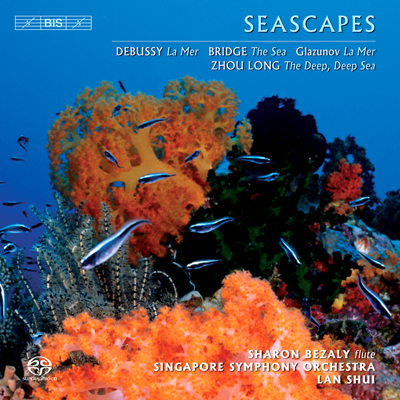 BIS
SEASCAPES
DEBUSSY La Mer BRIDGE The Sea Glazunov La Mer
ZHOU LONG The Deep, Deep Sea
SHARON BEZALY flute
SINGAPORE SYMPHONY ORCHESTRA
LAN SHUI